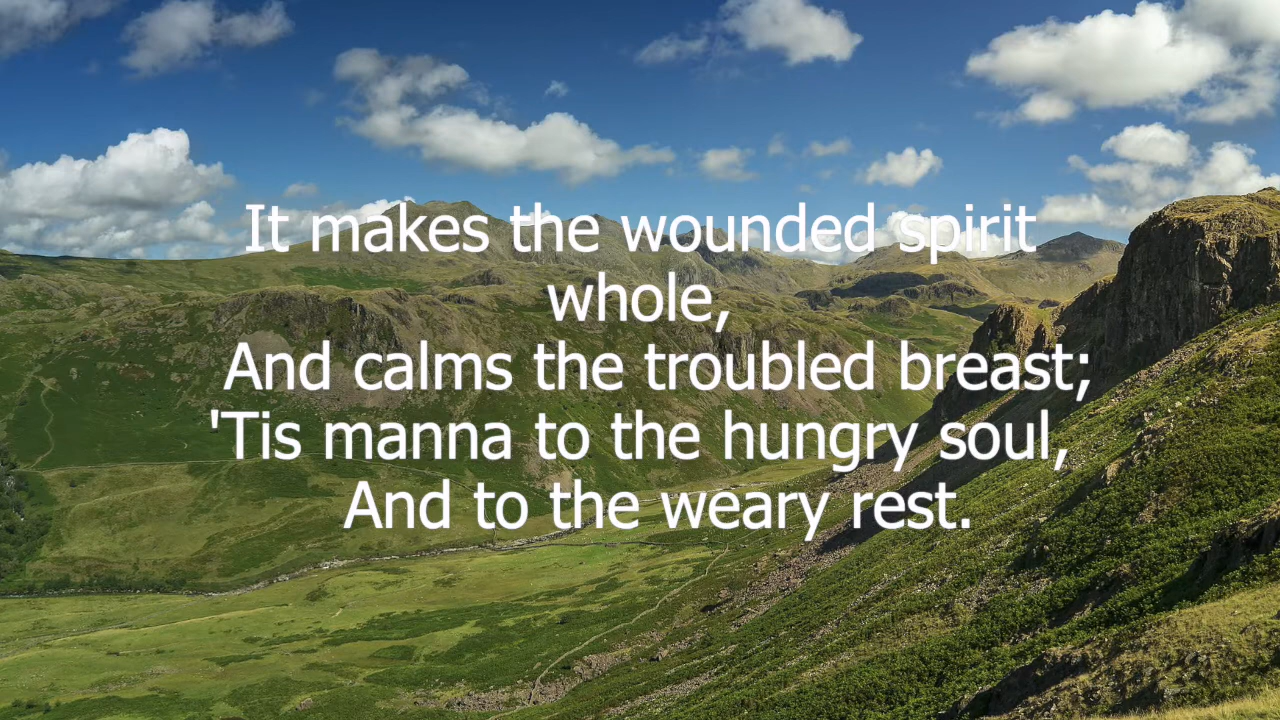 It makes the wounded spirit
whole,
And calms the troubled breast;
'Tis manna to the hungry soul,
And to the weary rest.